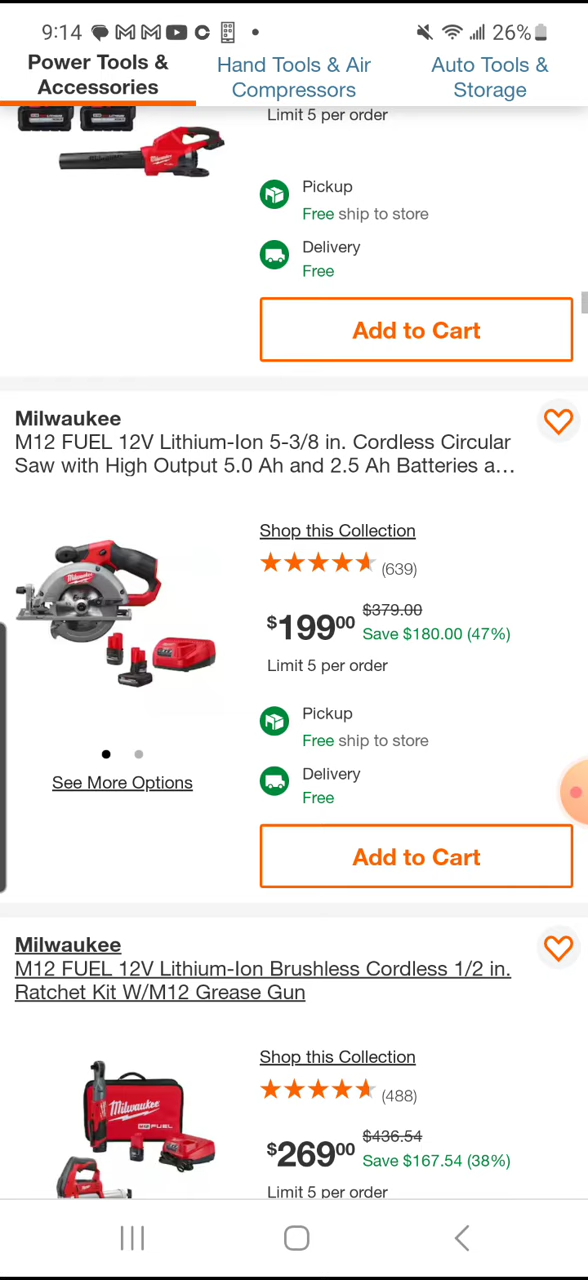 9:14
26%
Power Tools & Accessories
Hand Tools & Air Compressors
Auto Tools & Storage
Limit 5 per order
Pickup
Free ship to store
Delivery
Free
Add to Cart
Milwaukee
M12 FUEL 12V Lithium-Ion 5-3/8 in. Cordless Circular
Saw with High Output 5.0 Ah and 2.5 Ah Batteries a...
Shop this Collection
(639)
$19900 $379.00
Save $180.00 (47%)
Limit 5 per order
Pickup
Free ship to store
Delivery
Free
See More Options
Add to Cart
Milwaukee
M12 FUEL 12V Lithium-Ion Brushless Cordless 1/2 in.
Ratchet Kit W/M12 Grease Gun
Shop this Collection
(488)
Milwaukee
FUEL
$26900 $436.54
Save $167.54 (38%)
Limit 5 per order